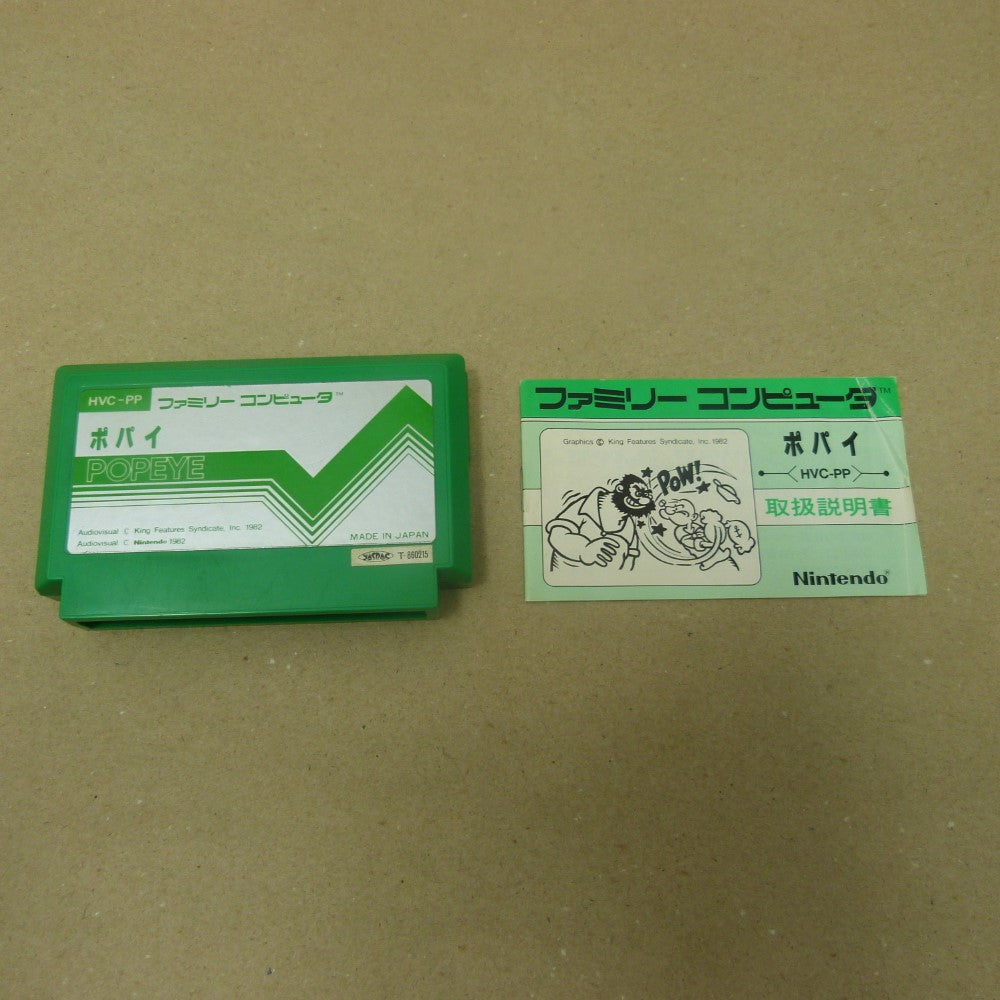 HVC-PP ファミリー コンピュータ™
ポパイ
POPEYE
Audiovisual © King Features Syndicate, Inc. 1982
Audiovisual © Nintendo 1982
MADE IN JAPAN
JASRAC T-860215
ファミリー コンピュータ™
Graphics © King Features Syndicate, Inc. 1982
POW!
ポパイ
HVC-PP
取扱説明書
Nintendo®